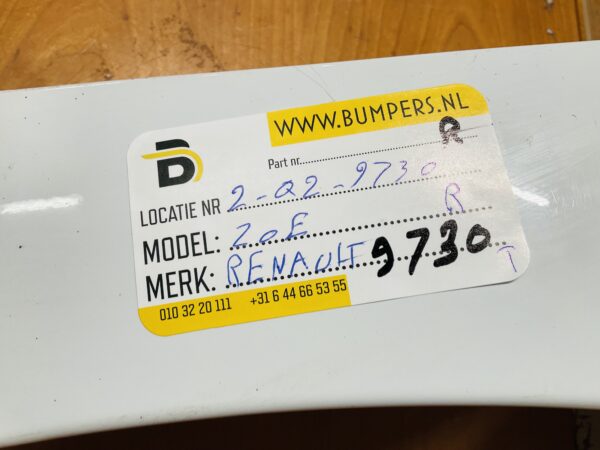 WWW.BUMPERS.NL
Part nr.
R
LOCATIE NR 2-Q2-9730 R
MODEL: ZOE
MERK: RENAULT 9730 T
010 32 20 111 +31 6 44 66 53 55